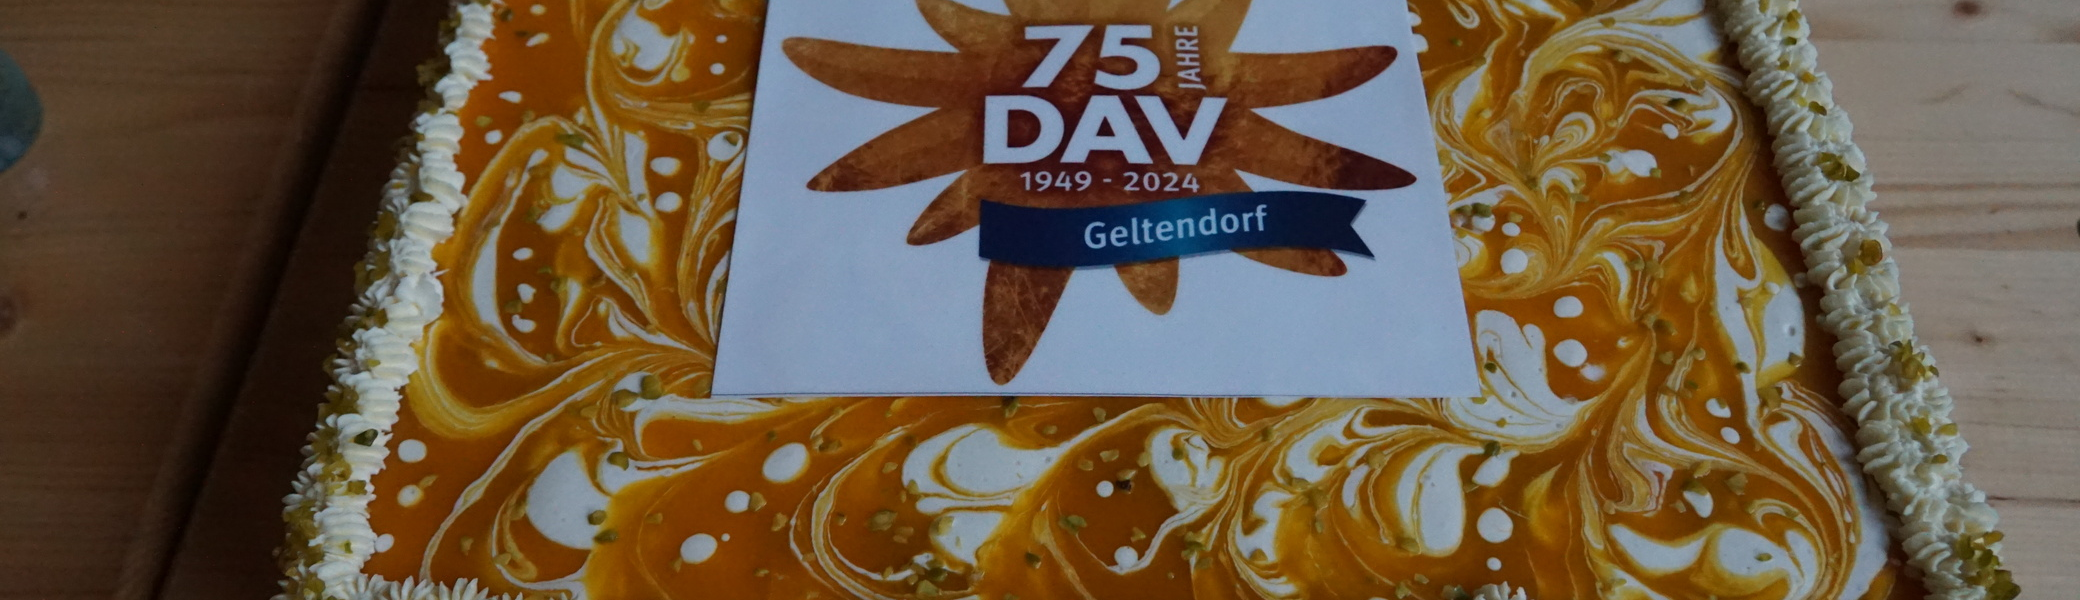 75 JAHRE
DAV
1949 - 2024
Geltendorf